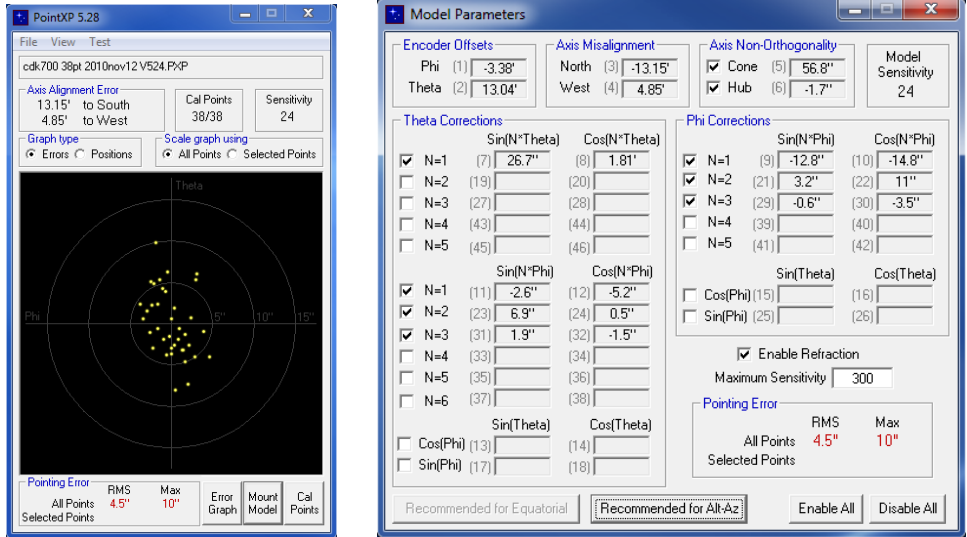 PointXP 5.28
File View Test
cdk700 38pt 2010nov12 V524.PXP
Axis Alignment Error
13.15' to South
4.85' to West
Cal Points
38/38
Sensitivity
24
Graph type
Errors Positions
Scale graph using
All Points Selected Points
Theta
Phi 5'' 10'' 15''
Pointing Error
RMS Max
All Points 4.5" 10"
Selected Points
Error Graph
Mount Model
Cal Points
Model Parameters
Encoder Offsets
Phi (1) -3.38'
Theta (2) 13.04'
Axis Misalignment
North (3) -13.15'
West (4) 4.85'
Axis Non-Orthogonality
Cone (5) 56.8''
Hub (6) -1.7''
Model Sensitivity
24
Theta Corrections
Sin(N*Theta) Cos(N*Theta)
N=1 (7) 26.7'' (8) 1.81'
N=2 (19) (20)
N=3 (27) (28)
N=4 (43) (44)
N=5 (45) (46)
Sin(N*Phi) Cos(N*Phi)
N=1 (11) -2.6'' (12) -5.2''
N=2 (23) 6.9'' (24) 0.5''
N=3 (31) 1.9'' (32) -1.5''
N=4 (33) (34)
N=5 (35) (36)
N=6 (37) (38)
Sin(Theta) Cos(Theta)
Cos(Phi) (13) (14)
Sin(Phi) (17) (18)
Phi Corrections
Sin(N*Phi) Cos(N*Phi)
N=1 (9) -12.8'' (10) -14.8''
N=2 (21) 3.2'' (22) 11''
N=3 (29) -0.6'' (30) -3.5''
N=4 (39) (40)
N=5 (41) (42)
Sin(Theta) Cos(Theta)
Cos(Phi) (15) (16)
Sin(Phi) (25) (26)
Enable Refraction
Maximum Sensitivity 300
Pointing Error
RMS Max
All Points 4.5" 10"
Selected Points
Recommended for Equatorial
Recommended for Alt-Az
Enable All
Disable All